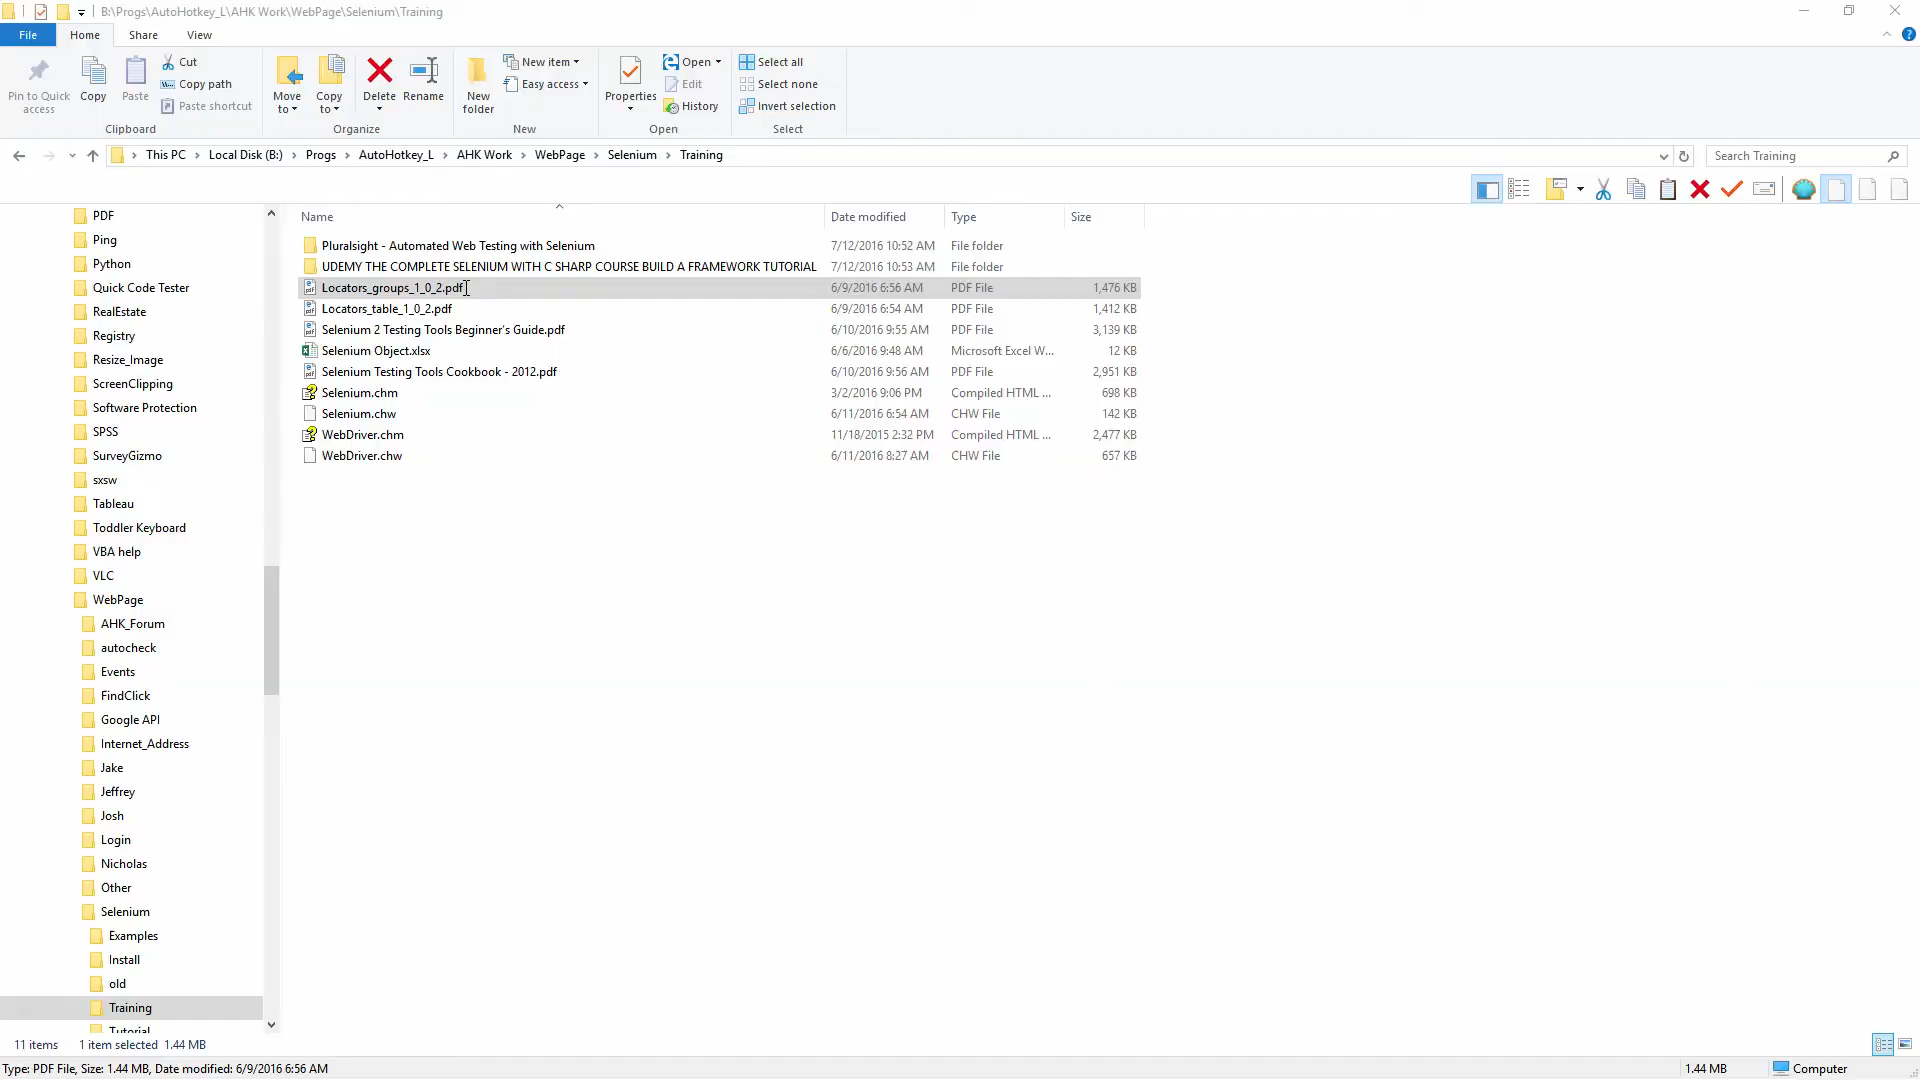 B:\Progs\AutoHotkey_L\AHK Work\WebPage\Selenium\Training
File Home Share View
Pin to Quick access
Copy
Paste
Cut
Copy path
Paste shortcut
Clipboard
Move to
Copy to
Delete
Rename
Organize
New folder
New item
Easy access
New
Properties
Open
Edit
History
Open
Select all
Select none
Invert selection
Select
This PC > Local Disk (B:) > Progs > AutoHotkey_L > AHK Work > WebPage > Selenium > Training
Search Training
PDF
Ping
Python
Quick Code Tester
RealEstate
Registry
Resize_Image
ScreenClipping
Software Protection
SPSS
SurveyGizmo
sxsw
Tableau
Toddler Keyboard
VBA help
VLC
WebPage
AHK_Forum
autocheck
Events
FindClick
Google API
Internet_Address
Jake
Jeffrey
Josh
Login
Nicholas
Other
Selenium
Examples
Install
old
Training
Tutorial
Name Date modified Type Size
Pluralsight - Automated Web Testing with Selenium 7/12/2016 10:52 AM File folder
UDEMY THE COMPLETE SELENIUM WITH C SHARP COURSE BUILD A FRAMEWORK TUTORIAL 7/12/2016 10:53 AM File folder
Locators_groups_1_0_2.pdf 6/9/2016 6:56 AM PDF File 1,476 KB
Locators_table_1_0_2.pdf 6/9/2016 6:54 AM PDF File 1,412 KB
Selenium 2 Testing Tools Beginner's Guide.pdf 6/10/2016 9:55 AM PDF File 3,139 KB
Selenium Object.xlsx 6/6/2016 9:48 AM Microsoft Excel W... 12 KB
Selenium Testing Tools Cookbook - 2012.pdf 6/10/2016 9:56 AM PDF File 2,951 KB
Selenium.chm 3/2/2016 9:06 PM Compiled HTML ... 698 KB
Selenium.chw 6/11/2016 6:54 AM CHW File 142 KB
WebDriver.chm 11/18/2015 2:32 PM Compiled HTML ... 2,477 KB
WebDriver.chw 6/11/2016 8:27 AM CHW File 657 KB
11 items 1 item selected 1.44 MB
Type: PDF File, Size: 1.44 MB, Date modified: 6/9/2016 6:56 AM
1.44 MB Computer